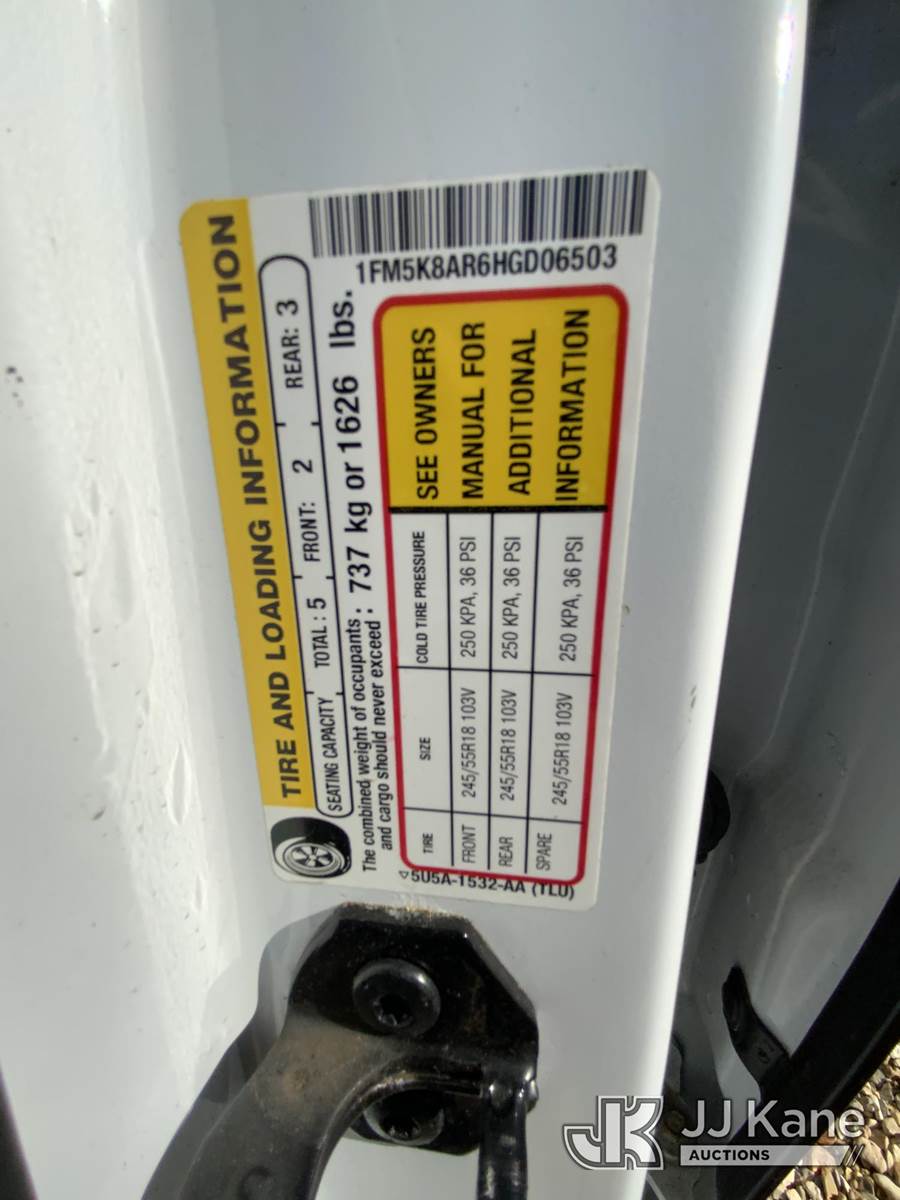 TIRE AND LOADING INFORMATION
SEATING CAPACITY TOTAL : 5 FRONT: 2 REAR: 3
The combined weight of occupants : 737 kg or 1626 lbs.
and cargo should never exceed
TIRE SIZE COLD TIRE PRESSURE
FRONT 245/55R18 103V 250 KPA, 36 PSI
REAR 245/55R18 103V 250 KPA, 36 PSI
SPARE 245/55R18 103V 250 KPA, 36 PSI
SEE OWNERS
MANUAL FOR
ADDITIONAL
INFORMATION
5U5A-1532-AA (TLU)
1FM5K8AR6HGD06503
JK JJ Kane
AUCTIONS